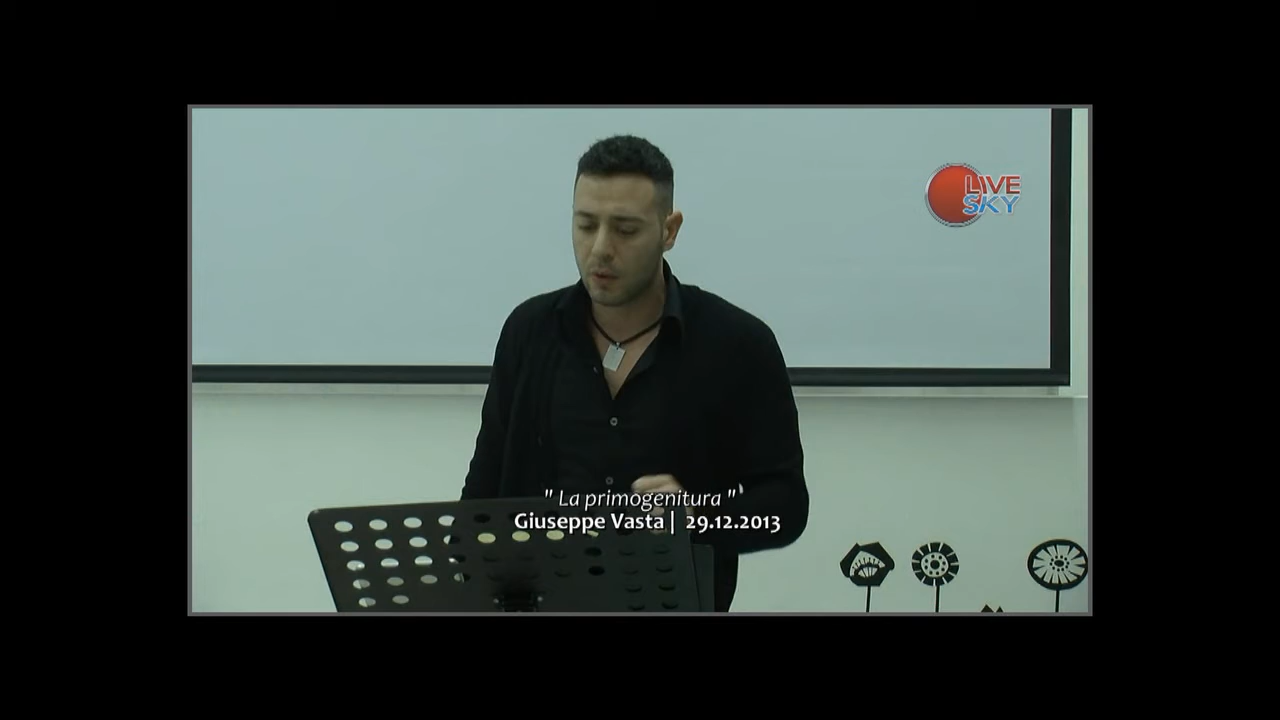 LIVE
SKY
" La primogenitura "
Giuseppe Vasta | 29.12.2013